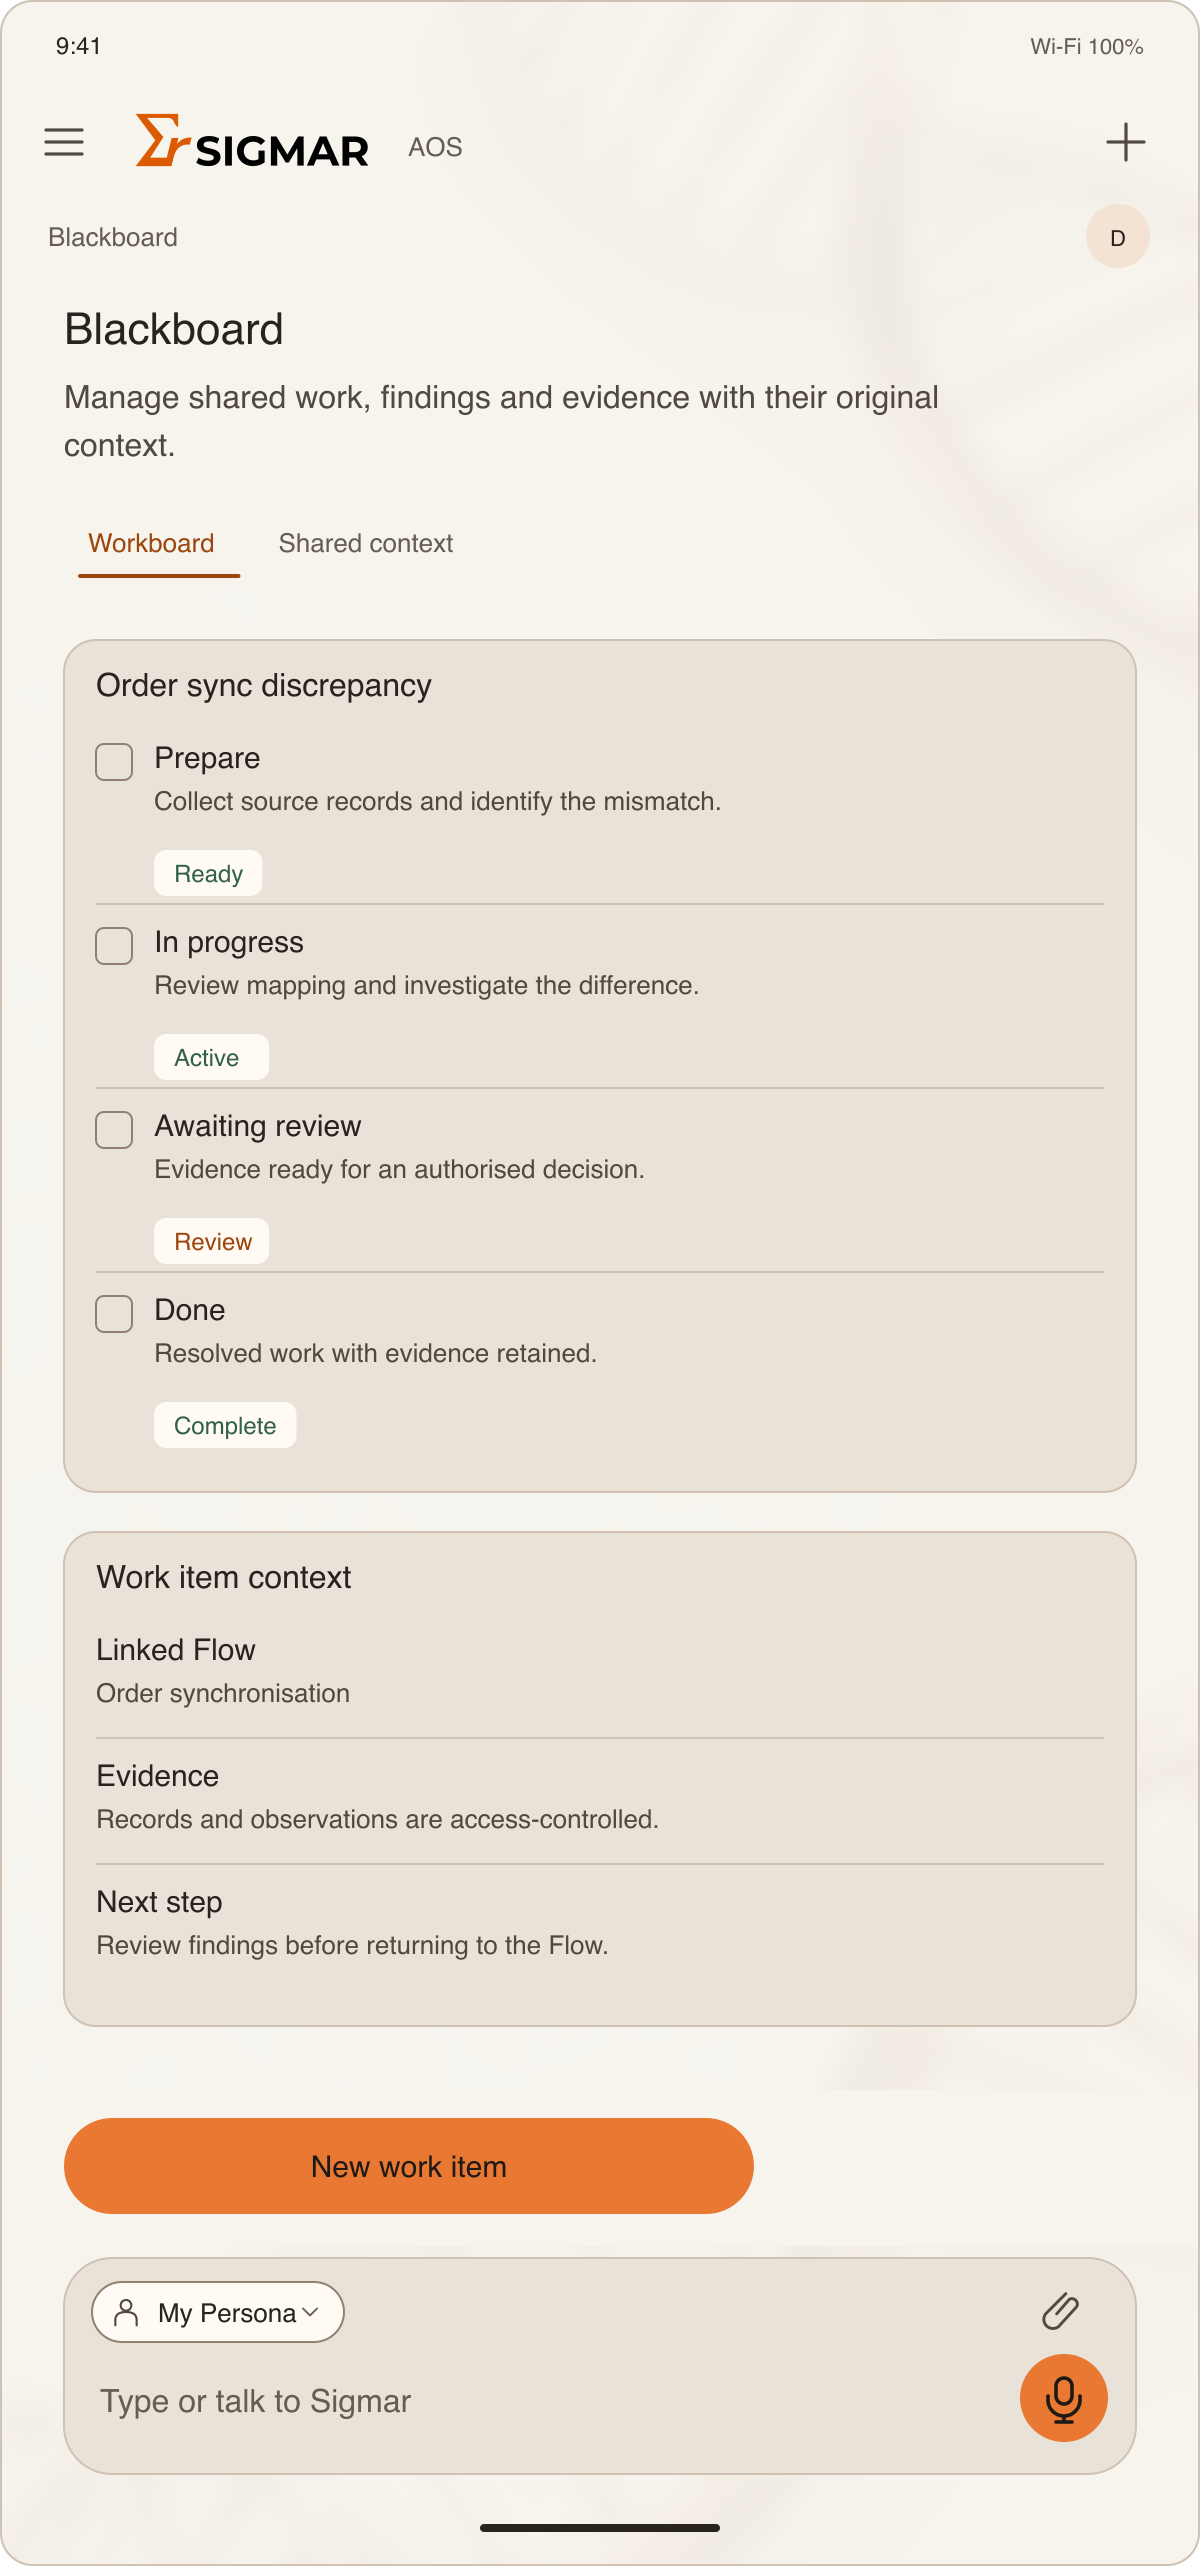 9:41
Wi-Fi 100%
Σr SIGMAR AOS
Blackboard
D
Blackboard
Manage shared work, findings and evidence with their original
context.
Workboard
Shared context
Order sync discrepancy
Prepare
Collect source records and identify the mismatch.
Ready
In progress
Review mapping and investigate the difference.
Active
Awaiting review
Evidence ready for an authorised decision.
Review
Done
Resolved work with evidence retained.
Complete
Work item context
Linked Flow
Order synchronisation
Evidence
Records and observations are access-controlled.
Next step
Review findings before returning to the Flow.
New work item
My Persona
Type or talk to Sigmar